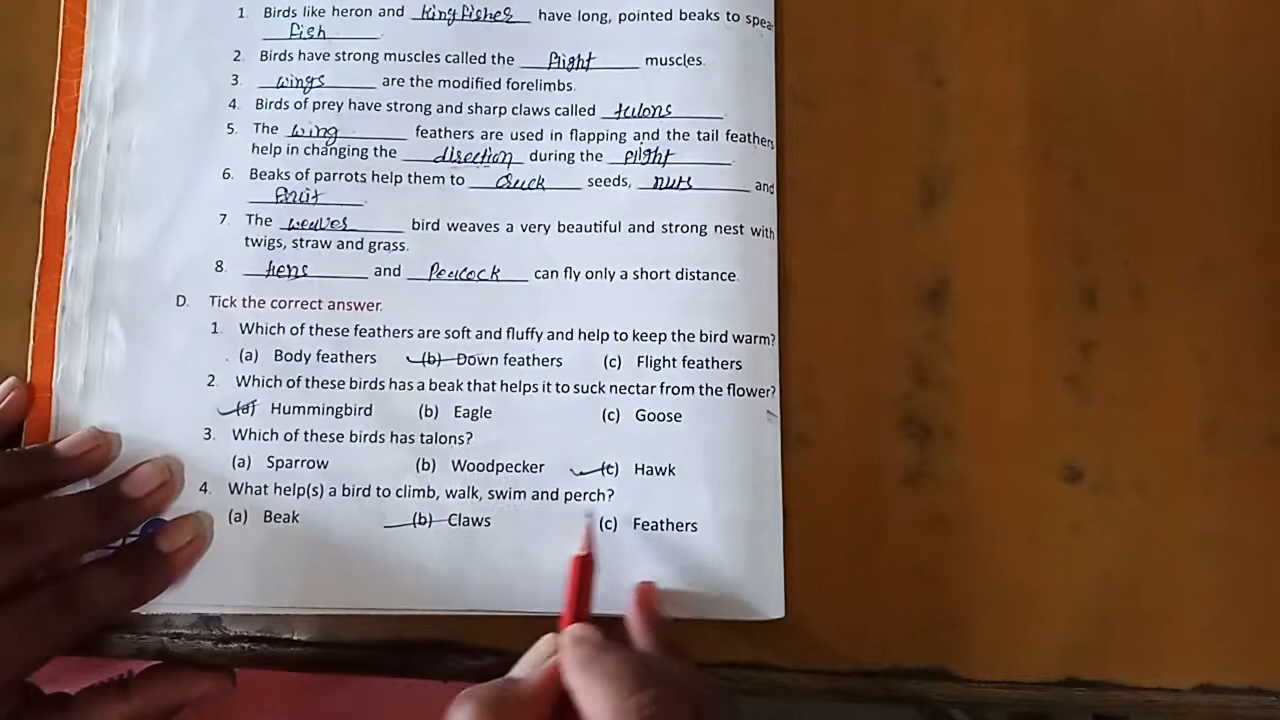 1. Birds like heron and kingfisher have long, pointed beaks to spear
fish
2. Birds have strong muscles called the flight muscles.
3. wings are the modified forelimbs.
4. Birds of prey have strong and sharp claws called talons.
5. The wing feathers are used in flapping and the tail feathers
help in changing the direction during the flight.
6. Beaks of parrots help them to seeds, nuts and
fruit.
7. The weaver bird weaves a very beautiful and strong nest with
twigs, straw and grass.
8. hens and Peacock can fly only a short distance.
D. Tick the correct answer.
1. Which of these feathers are soft and fluffy and help to keep the bird warm?
(a) Body feathers (b) Down feathers (c) Flight feathers
2. Which of these birds has a beak that helps it to suck nectar from the flower?
(a) Hummingbird (b) Eagle (c) Goose
3. Which of these birds has talons?
(a) Sparrow (b) Woodpecker (c) Hawk
4. What help(s) a bird to climb, walk, swim and perch?
(a) Beak (b) Claws (c) Feathers